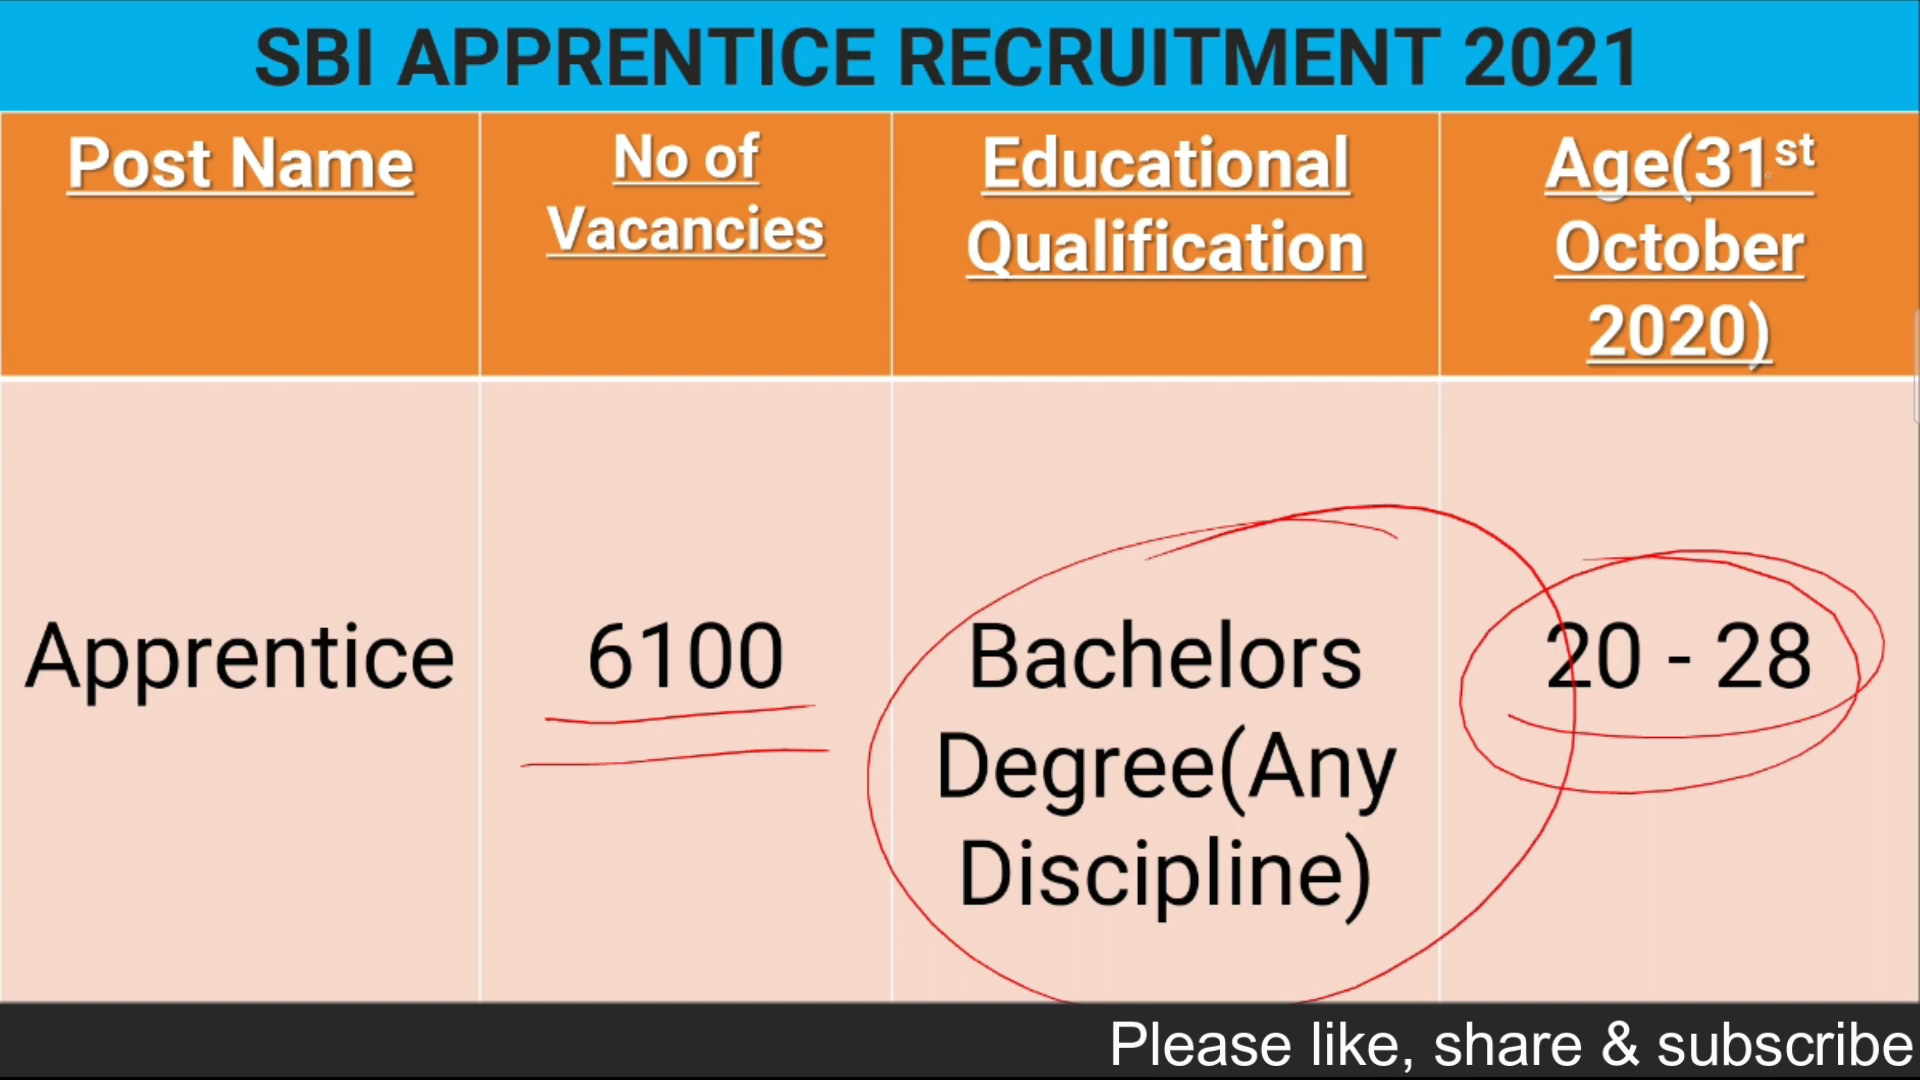 SBI APPRENTICE RECRUITMENT 2021
Post Name
No of
Vacancies
Educational
Qualification
Age(31st
October
2020)
Apprentice
6100
Bachelors
Degree(Any
Discipline)
20 - 28
Please like, share & subscribe